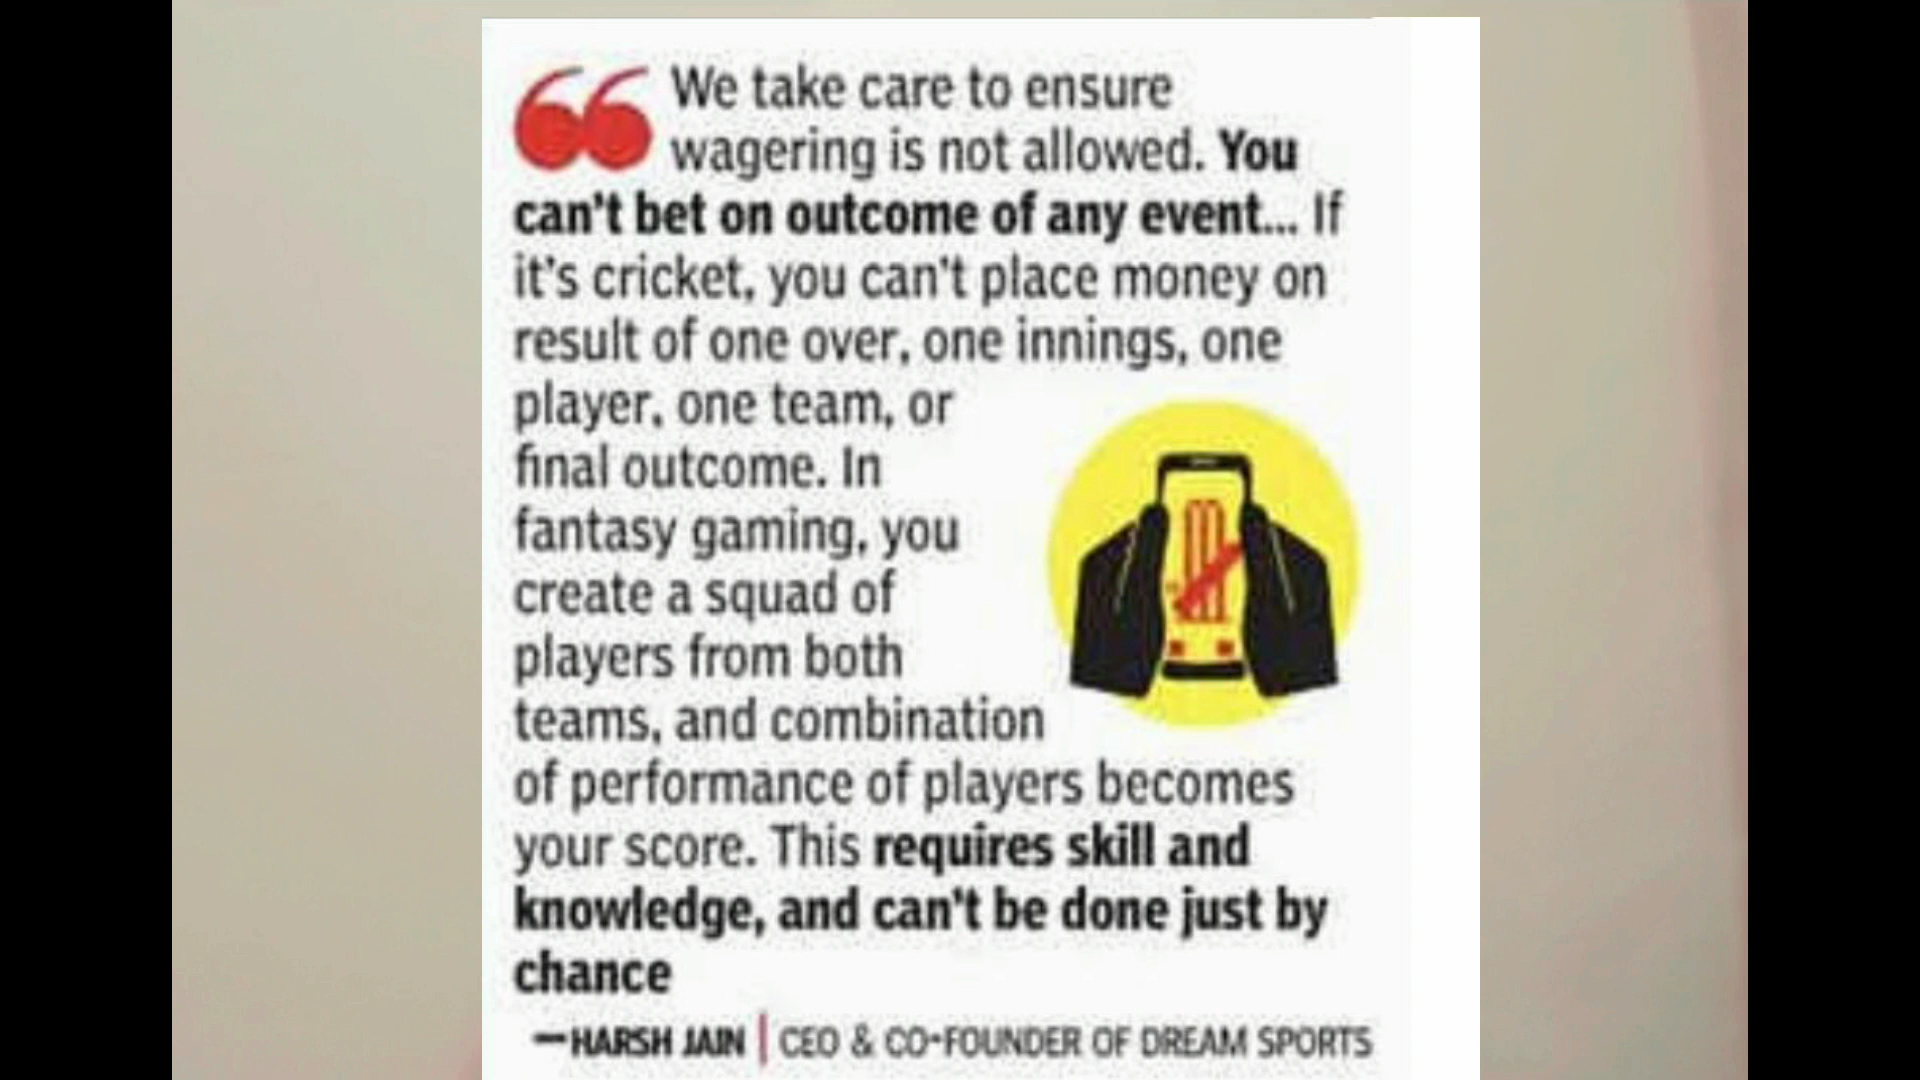 We take care to ensure
wagering is not allowed. You
can't bet on outcome of any event... If
it's cricket, you can't place money on
result of one over, one innings, one
player, one team, or
final outcome. In
fantasy gaming, you
create a squad of
players from both
teams, and combination
of performance of players becomes
your score. This requires skill and
knowledge, and can't be done just by
chance
—HARSH JAIN | CEO & CO-FOUNDER OF DREAM SPORTS